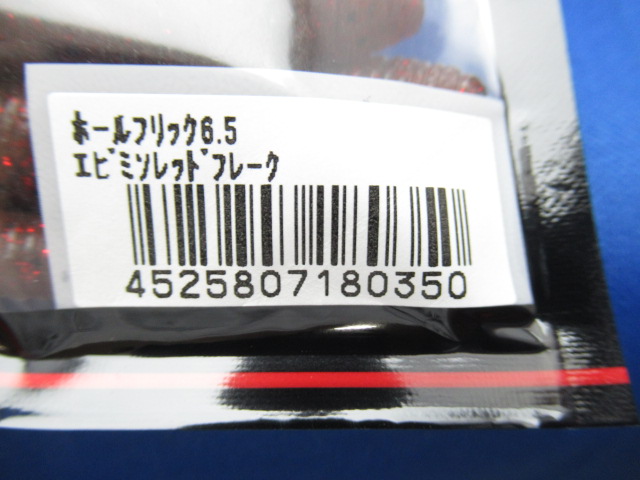 ﾎｰﾙﾌﾘｯｸ6.5
ｴﾋﾞﾐｿﾚｯﾄﾞﾌﾚｰｸ
4525807180350